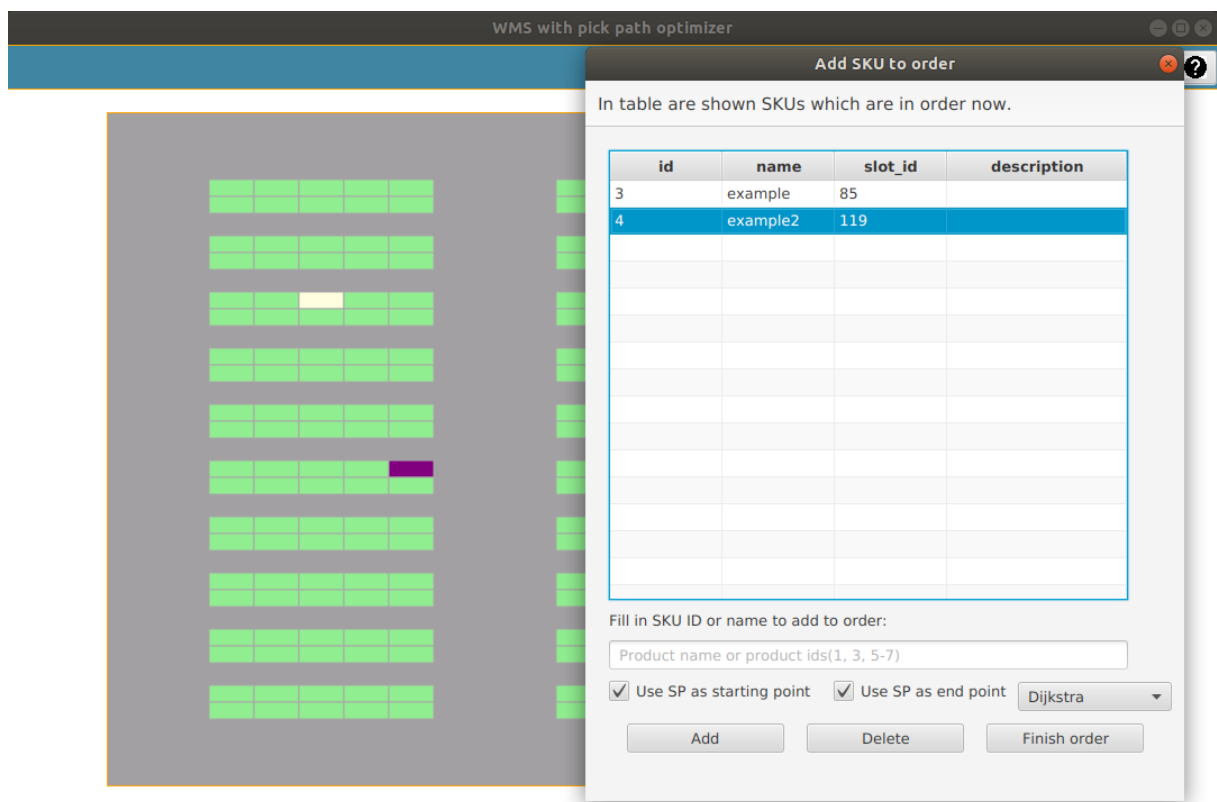 WMS with pick path optimizer
Add SKU to order
?
In table are shown SKUs which are in order now.
id name slot_id description
3 example 85
4 example2 119
Fill in SKU ID or name to add to order:
Product name or product ids(1, 3, 5-7)
Use SP as starting point Use SP as end point Dijkstra
Add Delete Finish order